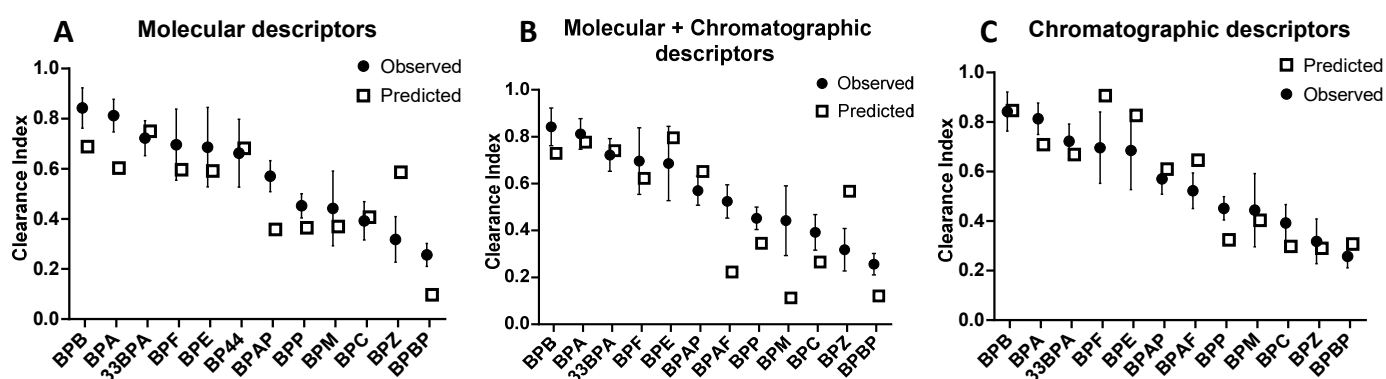 A
Molecular descriptors
Observed
Predicted
Clearance Index
1.0
0.8
0.6
0.4
0.2
0.0
BPB
BPA
33BPA
BPF
BPE
BP44
BPAP
BPP
BPM
BPC
BPZ
BPBP
B
Molecular + Chromatographic
descriptors
Observed
Predicted
Clearance Index
1.0
0.8
0.6
0.4
0.2
0.0
BPB
BPA
33BPA
BPF
BPE
BPAP
BPAF
BPP
BPM
BPC
BPZ
BPBP
C
Chromatographic descriptors
Predicted
Observed
Clearance Index
1.0
0.8
0.6
0.4
0.2
0.0
BPB
BPA
33BPA
BPF
BPE
BPAP
BPAF
BPP
BPM
BPC
BPZ
BPBP